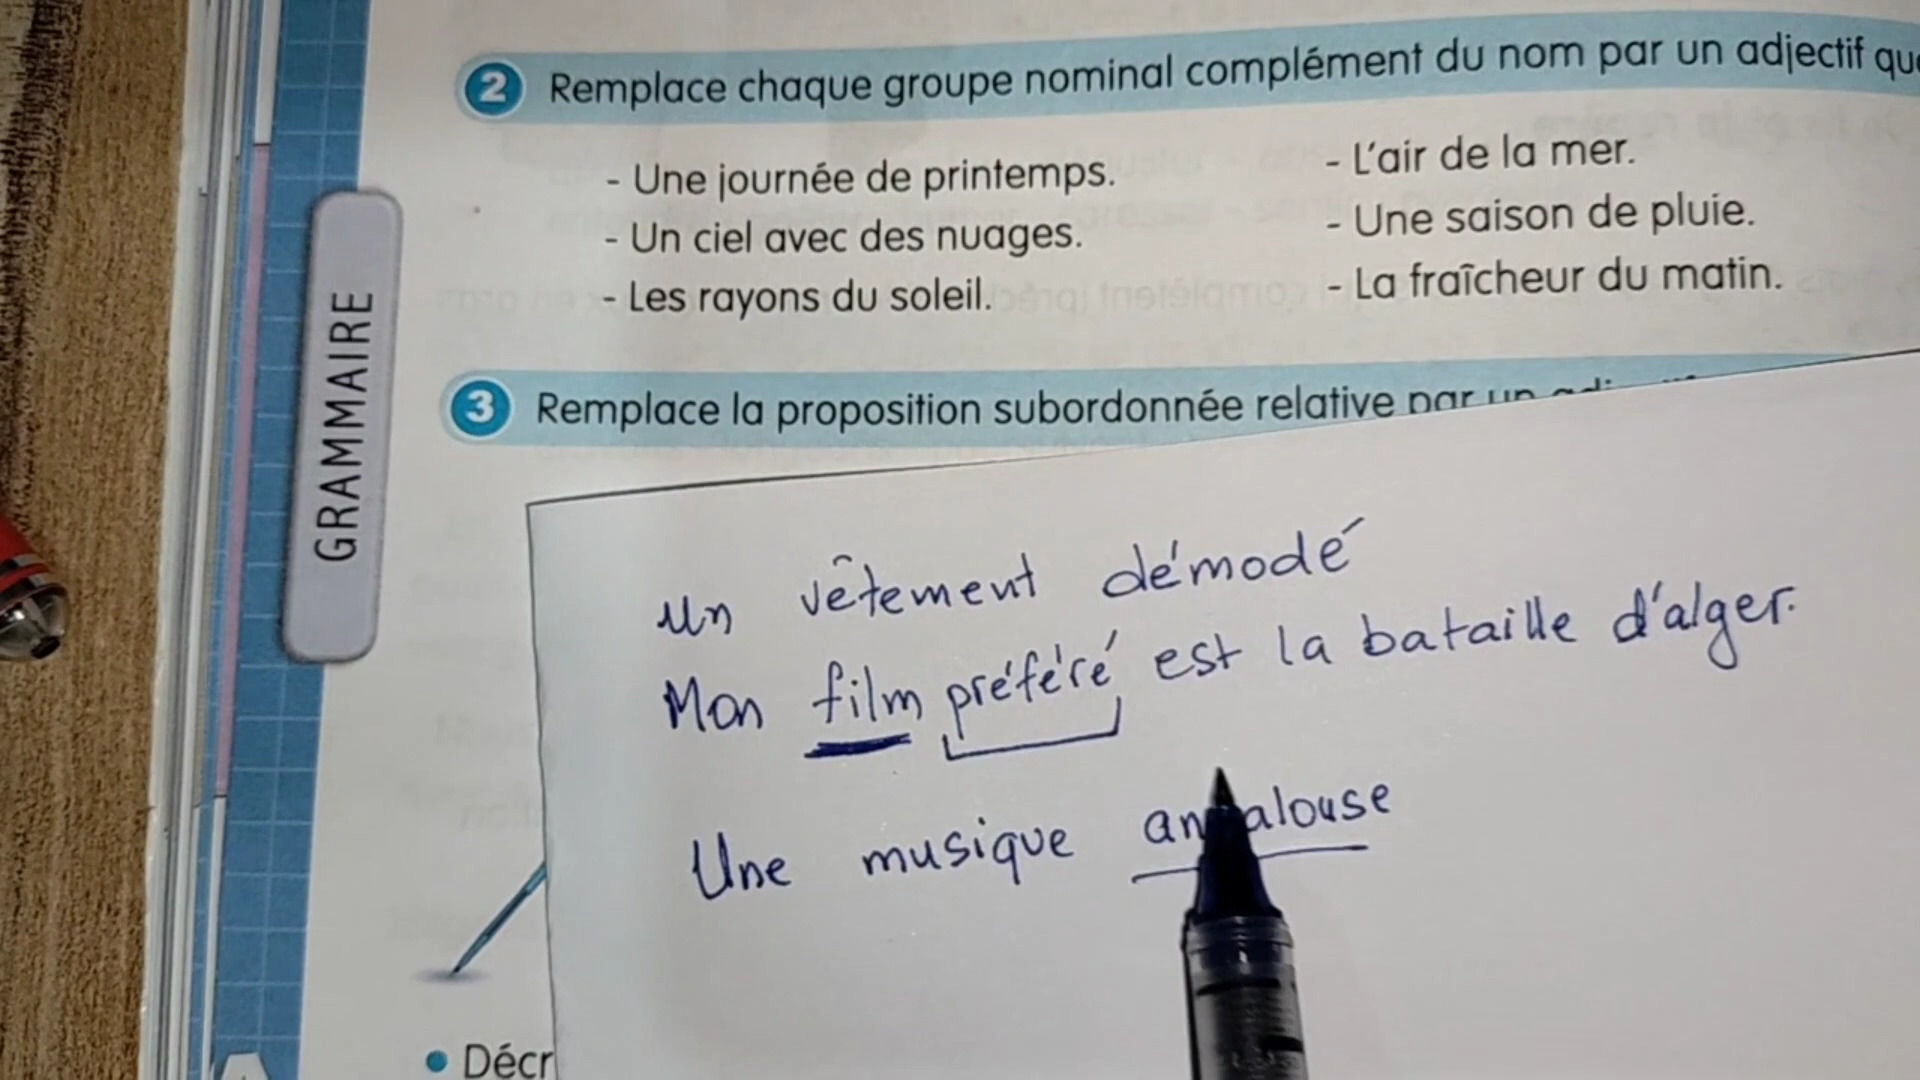 2 Remplace chaque groupe nominal complément du nom par un adjectif
- Une journée de printemps.
- Un ciel avec des nuages.
- Les rayons du soleil.
- L'air de la mer.
- Une saison de pluie.
- La fraîcheur du matin.
GRAMMAIRE
3 Remplace la proposition subordonnée relative par un
Un vêtement démodé
Mon film préféré est la bataille d'alger.
Une musique